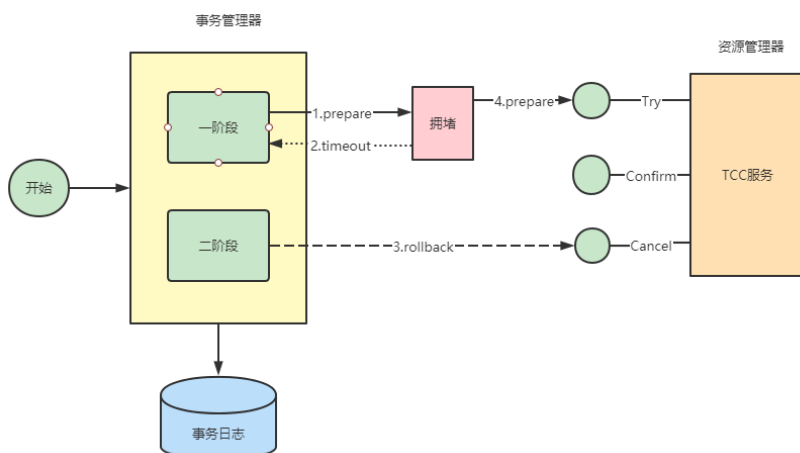 事务管理器
资源管理器
一阶段
1.prepare
拥堵
4.prepare
Try
2.timeout
开始
Confirm
TCC服务
二阶段
3.rollback
Cancel
事务日志